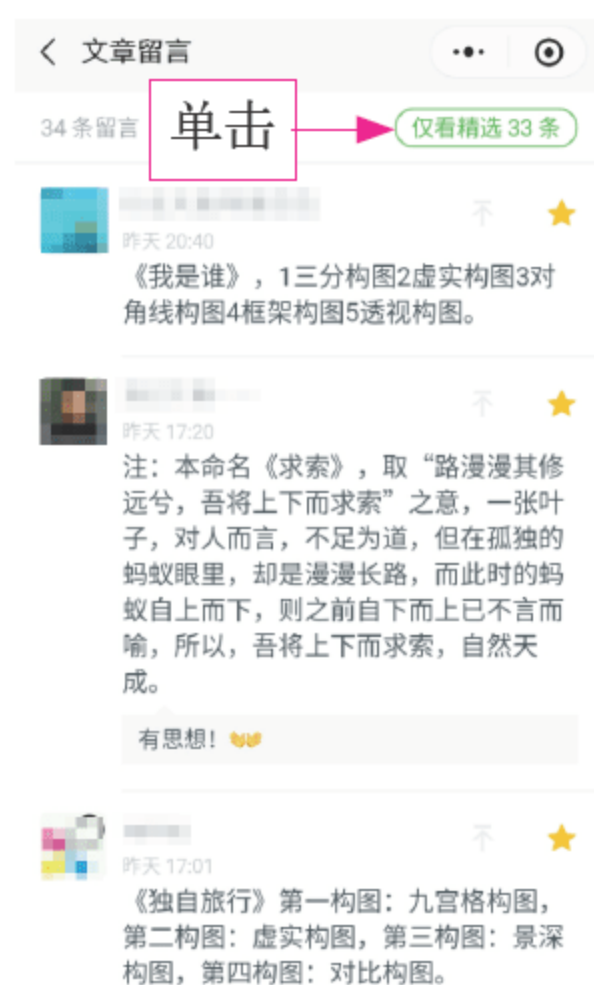 文章留言
34 条留言
单击
仅看精选 33 条
昨天 20:40
《我是谁》，1三分构图2虚实构图3对
角线构图4框架构图5透视构图。
昨天 17:20
注：本命名《求索》，取“路漫漫其修
远兮，吾将上下而求索”之意，一张叶
子，对人而言，不足为道，但在孤独的
蚂蚁眼里，却是漫漫长路，而此时的蚂
蚁自上而下，则之前自下而上已不言而
喻，所以，吾将上下而求索，自然天
成。
有思想！
昨天 17:01
《独自旅行》第一构图：九宫格构图，
第二构图：虚实构图，第三构图：景深
构图，第四构图：对比构图。